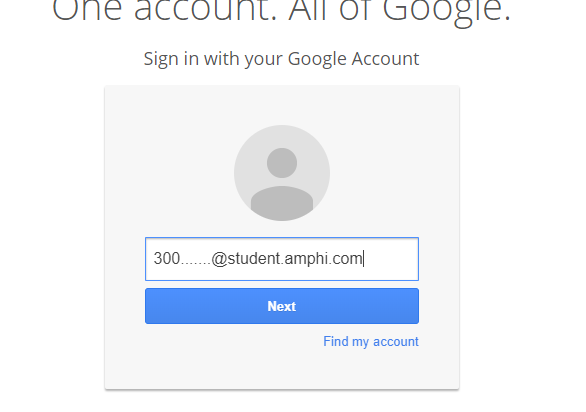 One account. All of Google.
Sign in with your Google Account
300.......@student.amphi.com
Next
Find my account